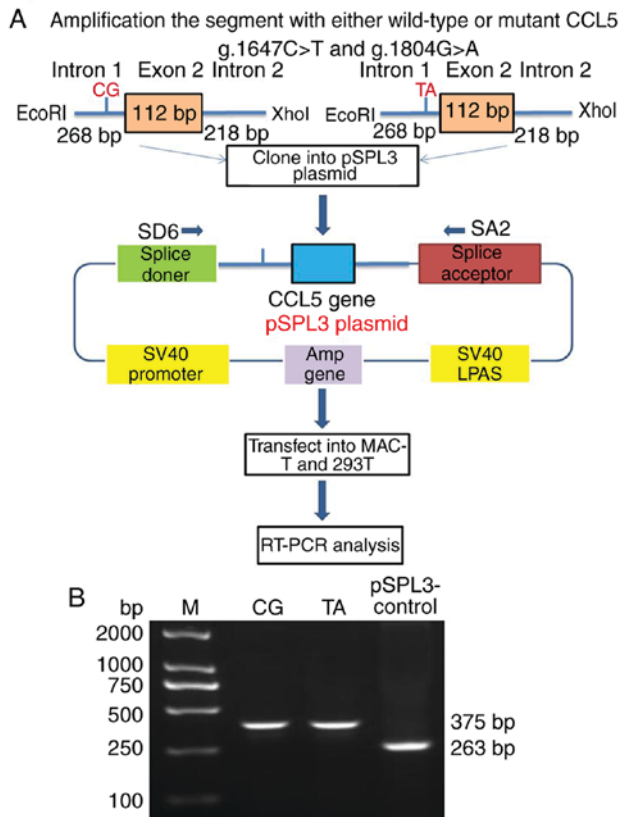 A
Amplification the segment with either wild-type or mutant CCL5
g.1647C>T and g.1804G>A
Intron 1 Exon 2 Intron 2
CG
EcoRI
112 bp
XhoI
268 bp
218 bp
Intron 1 Exon 2 Intron 2
TA
EcoRI
112 bp
XhoI
268 bp
218 bp
Clone into pSPL3
plasmid
SD6
SA2
Splice
doner
Splice
acceptor
CCL5 gene
pSPL3 plasmid
SV40
promoter
Amp
gene
SV40
LPAS
Transfect into MAC-
T and 293T
RT-PCR analysis
B
bp
M
CG
TA
pSPL3-
control
2000
1000
750
500
250
100
375 bp
263 bp